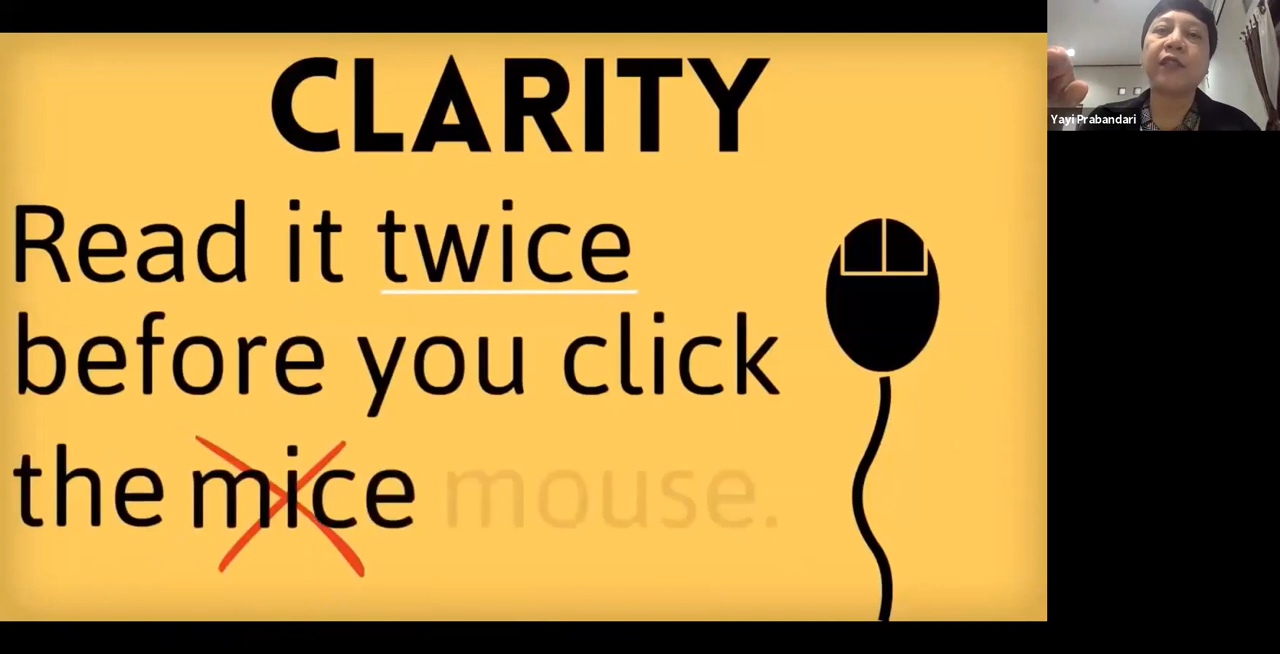 CLARITY
Read it twice
before you click
the mice mouse.
Yayi Prabandari